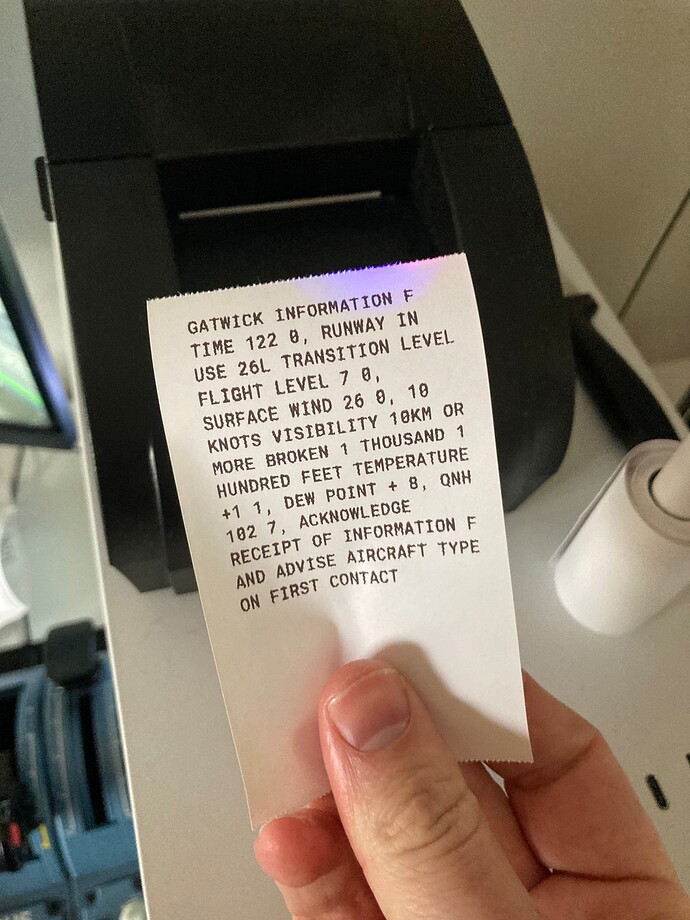 GATWICK INFORMATION F
TIME 122 0, RUNWAY IN
USE 26L TRANSITION LEVEL
FLIGHT LEVEL 7 0,
SURFACE WIND 26 0, 10
KNOTS VISIBILITY 10KM OR
MORE BROKEN 1 THOUSAND 1
HUNDRED FEET TEMPERATURE
+1 1, DEW POINT + 8, QNH
102 7, ACKNOWLEDGE
RECEIPT OF INFORMATION F
AND ADVISE AIRCRAFT TYPE
ON FIRST CONTACT